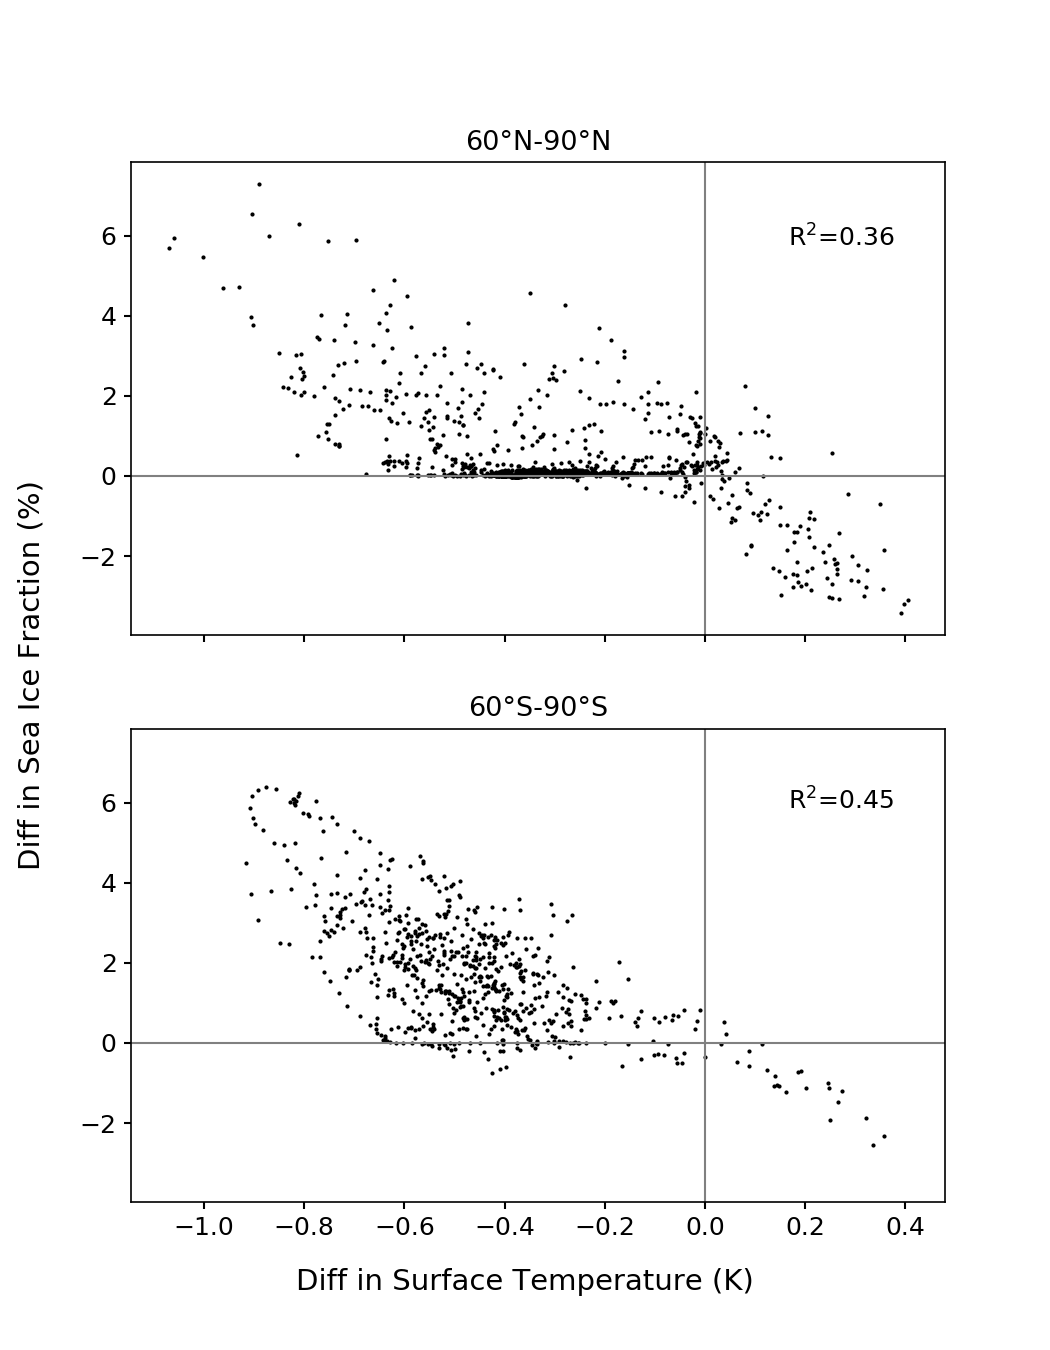 60°N-90°N
R²=0.36
6
4
2
0
−2
Diff in Sea Ice Fraction (%)
60°S-90°S
R²=0.45
6
4
2
0
−2
−1.0 −0.8 −0.6 −0.4 −0.2 0.0 0.2 0.4
Diff in Surface Temperature (K)